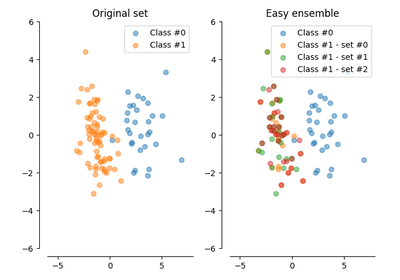 Original set
Easy ensemble
Class #0
Class #1
Class #0
Class #1 - set #0
Class #1 - set #1
Class #1 - set #2
6
4
2
0
−2
−4
−6
−5
0
5
6
4
2
0
−2
−4
−6
−5
0
5